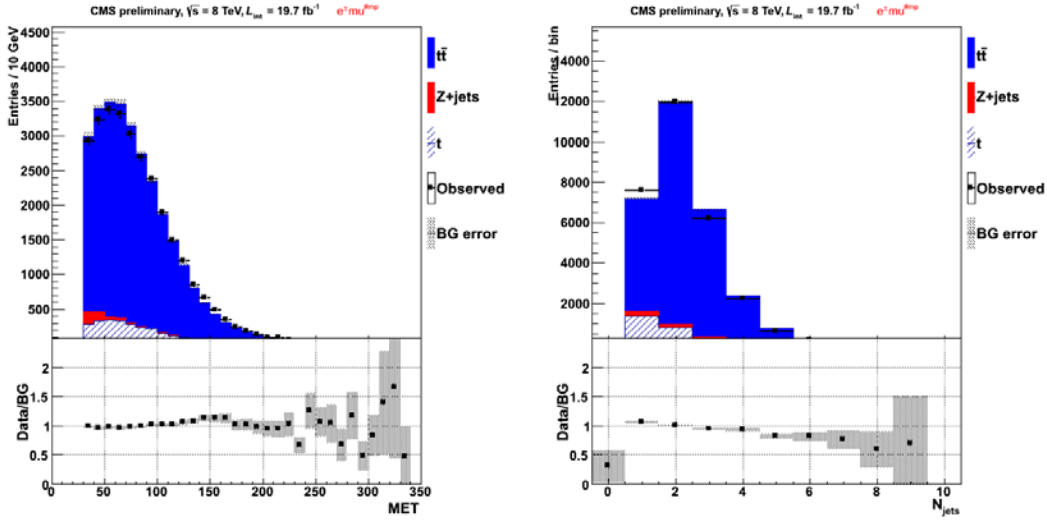 CMS preliminary, √s = 8 TeV, L_int = 19.7 fb⁻¹ e±mu∓
Entries / 10 GeV
4500
4000
3500
3000
2500
2000
1500
1000
500
tt̄
Z+jets
t
Observed
BG error
Data/BG
2
1.5
1
0.5
0
0 50 100 150 200 250 300 350
MET
CMS preliminary, √s = 8 TeV, L_int = 19.7 fb⁻¹ e±mu
Entries / bin
14000
12000
10000
8000
6000
4000
2000
tt̄
Z+jets
t
Observed
BG error
Data/BG
2
1.5
1
0.5
0
0 2 4 6 8 10
N_jets